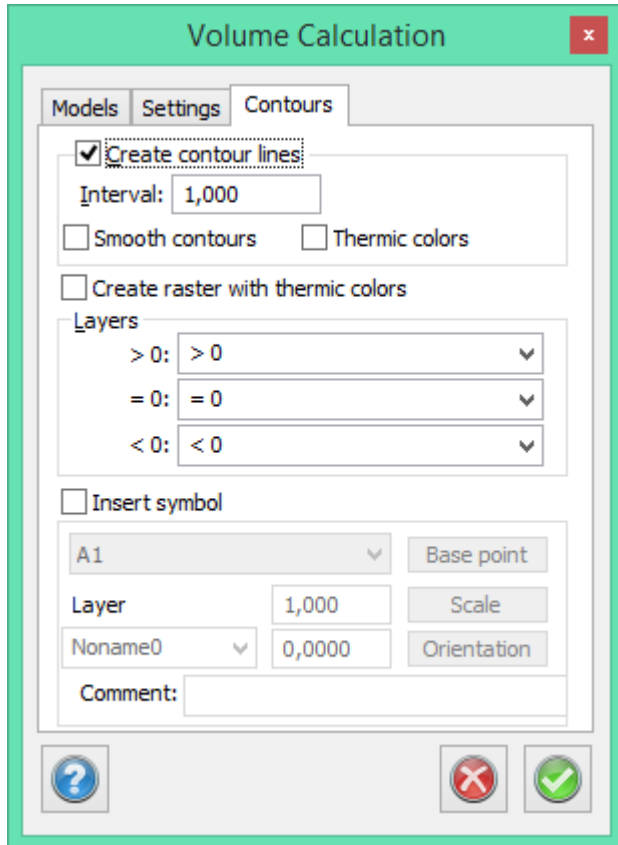 Volume Calculation
x
Models Settings Contours
Create contour lines
Interval: 1,000
Smooth contours Thermic colors
Create raster with thermic colors
Layers
> 0: > 0
= 0: = 0
< 0: < 0
Insert symbol
A1 Base point
Layer 1,000 Scale
Noname0 0,0000 Orientation
Comment:
?